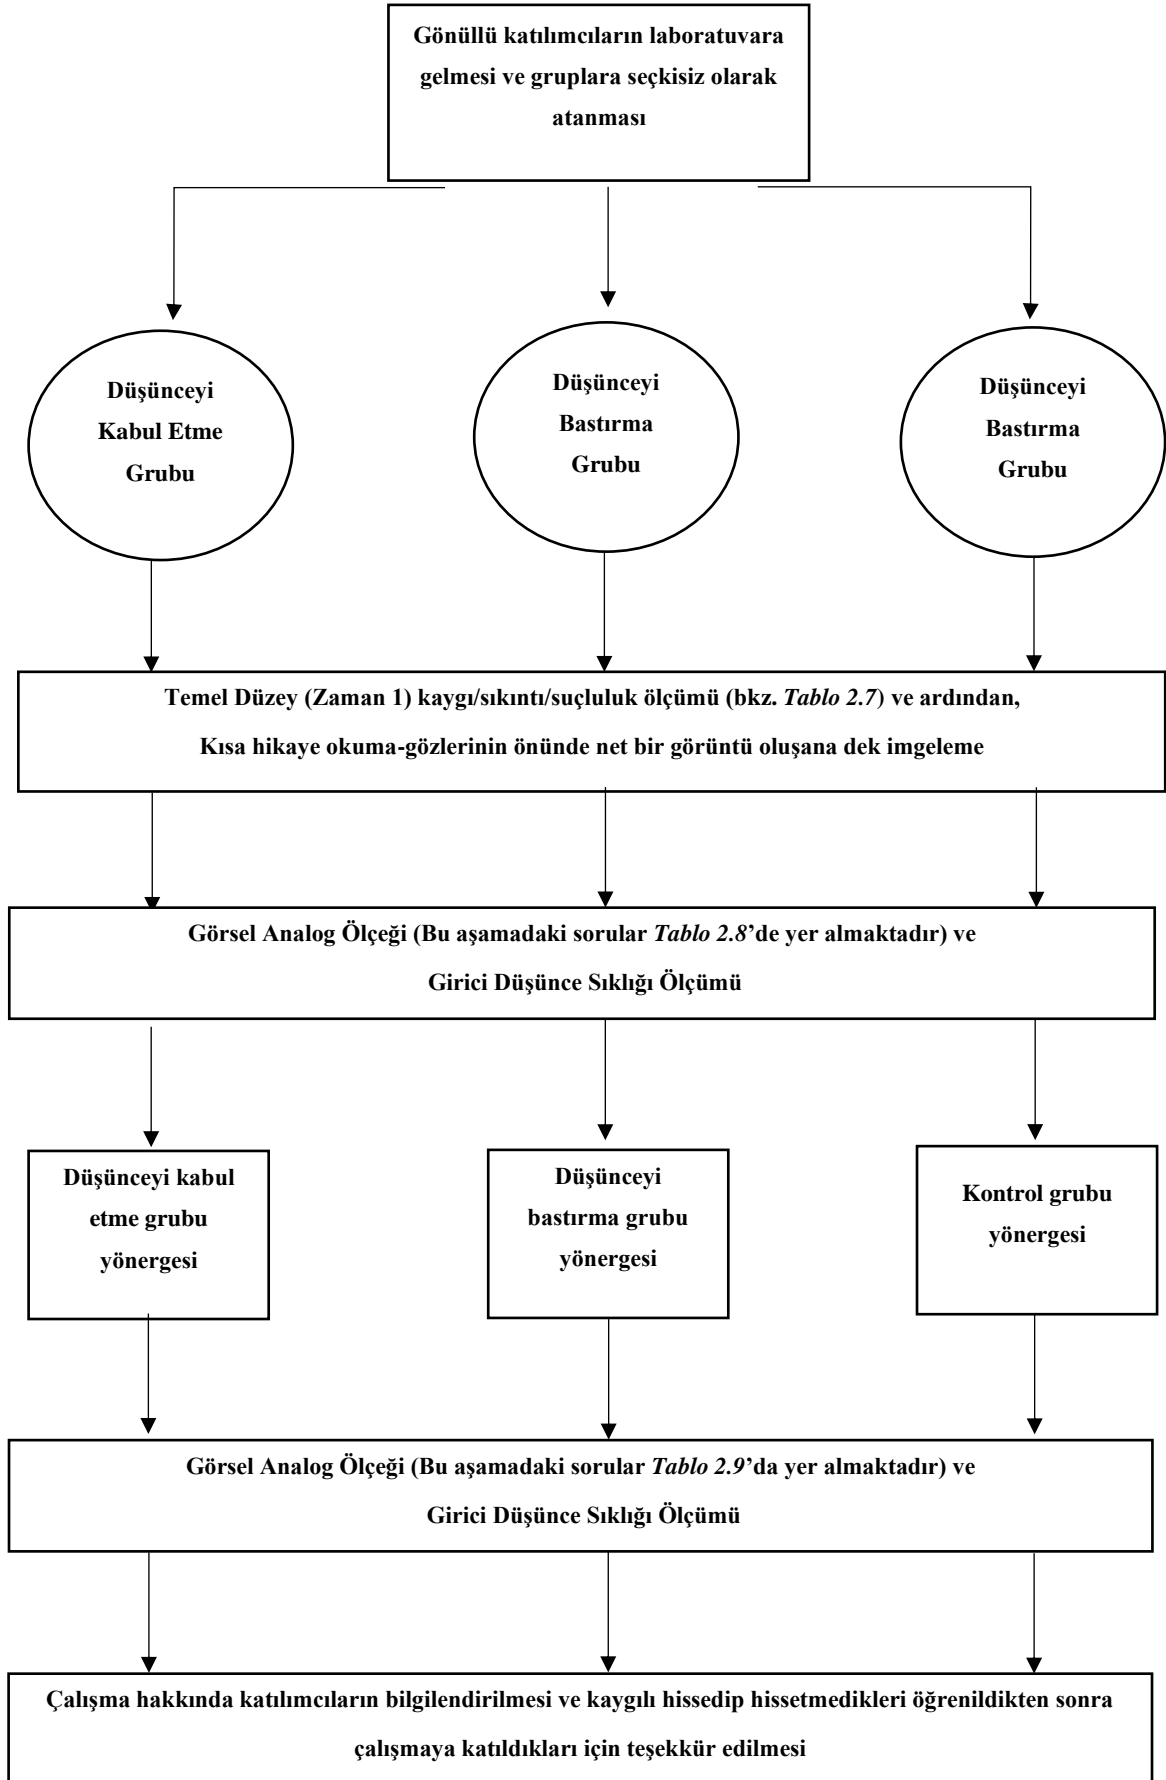 Gönüllü katılımcıların laboratuvara
gelmesi ve gruplara seçkisiz olarak
atanması
Düşünceyi
Kabul Etme
Grubu
Düşünceyi
Bastırma
Grubu
Düşünceyi
Bastırma
Grubu
Temel Düzey (Zaman 1) kaygı/sıkıntı/suçluluk ölçümü (bkz. Tablo 2.7) ve ardından,
Kısa hikaye okuma-gözlerinin önünde net bir görüntü oluşana dek imgeleme
Görsel Analog Ölçeği (Bu aşamadaki sorular Tablo 2.8’de yer almaktadır) ve
Girici Düşünce Sıklığı Ölçümü
Düşünceyi kabul
etme grubu
yönergesi
Düşünceyi
bastırma grubu
yönergesi
Kontrol grubu
yönergesi
Görsel Analog Ölçeği (Bu aşamadaki sorular Tablo 2.9’da yer almaktadır) ve
Girici Düşünce Sıklığı Ölçümü
Çalışma hakkında katılımcıların bilgilendirilmesi ve kaygılı hissedip hissetmedikleri öğrenildikten sonra
çalışmaya katıldıkları için teşekkür edilmesi